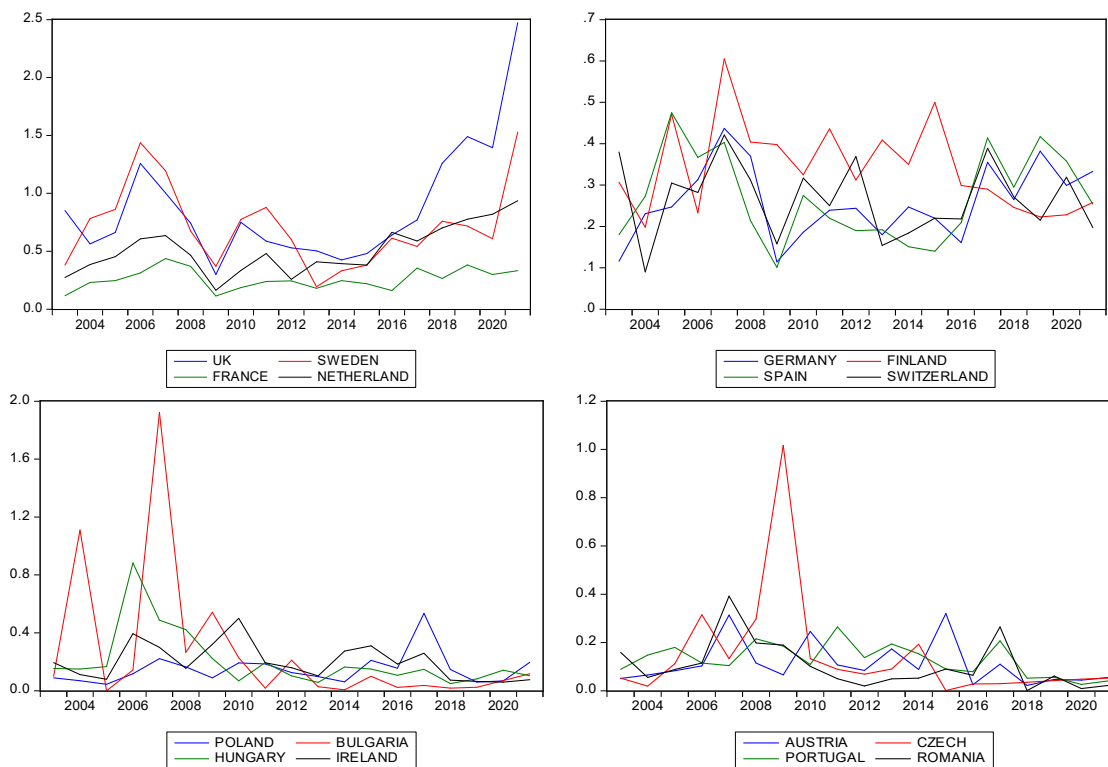 2.5
2.0
1.5
1.0
0.5
0.0
2004 2006 2008 2010 2012 2014 2016 2018 2020
UK SWEDEN
FRANCE NETHERLAND
.7
.6
.5
.4
.3
.2
.1
.0
2004 2006 2008 2010 2012 2014 2016 2018 2020
GERMANY FINLAND
SPAIN SWITZERLAND
2.0
1.6
1.2
0.8
0.4
0.0
2004 2006 2008 2010 2012 2014 2016 2018 2020
POLAND BULGARIA
HUNGARY IRELAND
1.2
1.0
0.8
0.6
0.4
0.2
0.0
2004 2006 2008 2010 2012 2014 2016 2018 2020
AUSTRIA CZECH
PORTUGAL ROMANIA